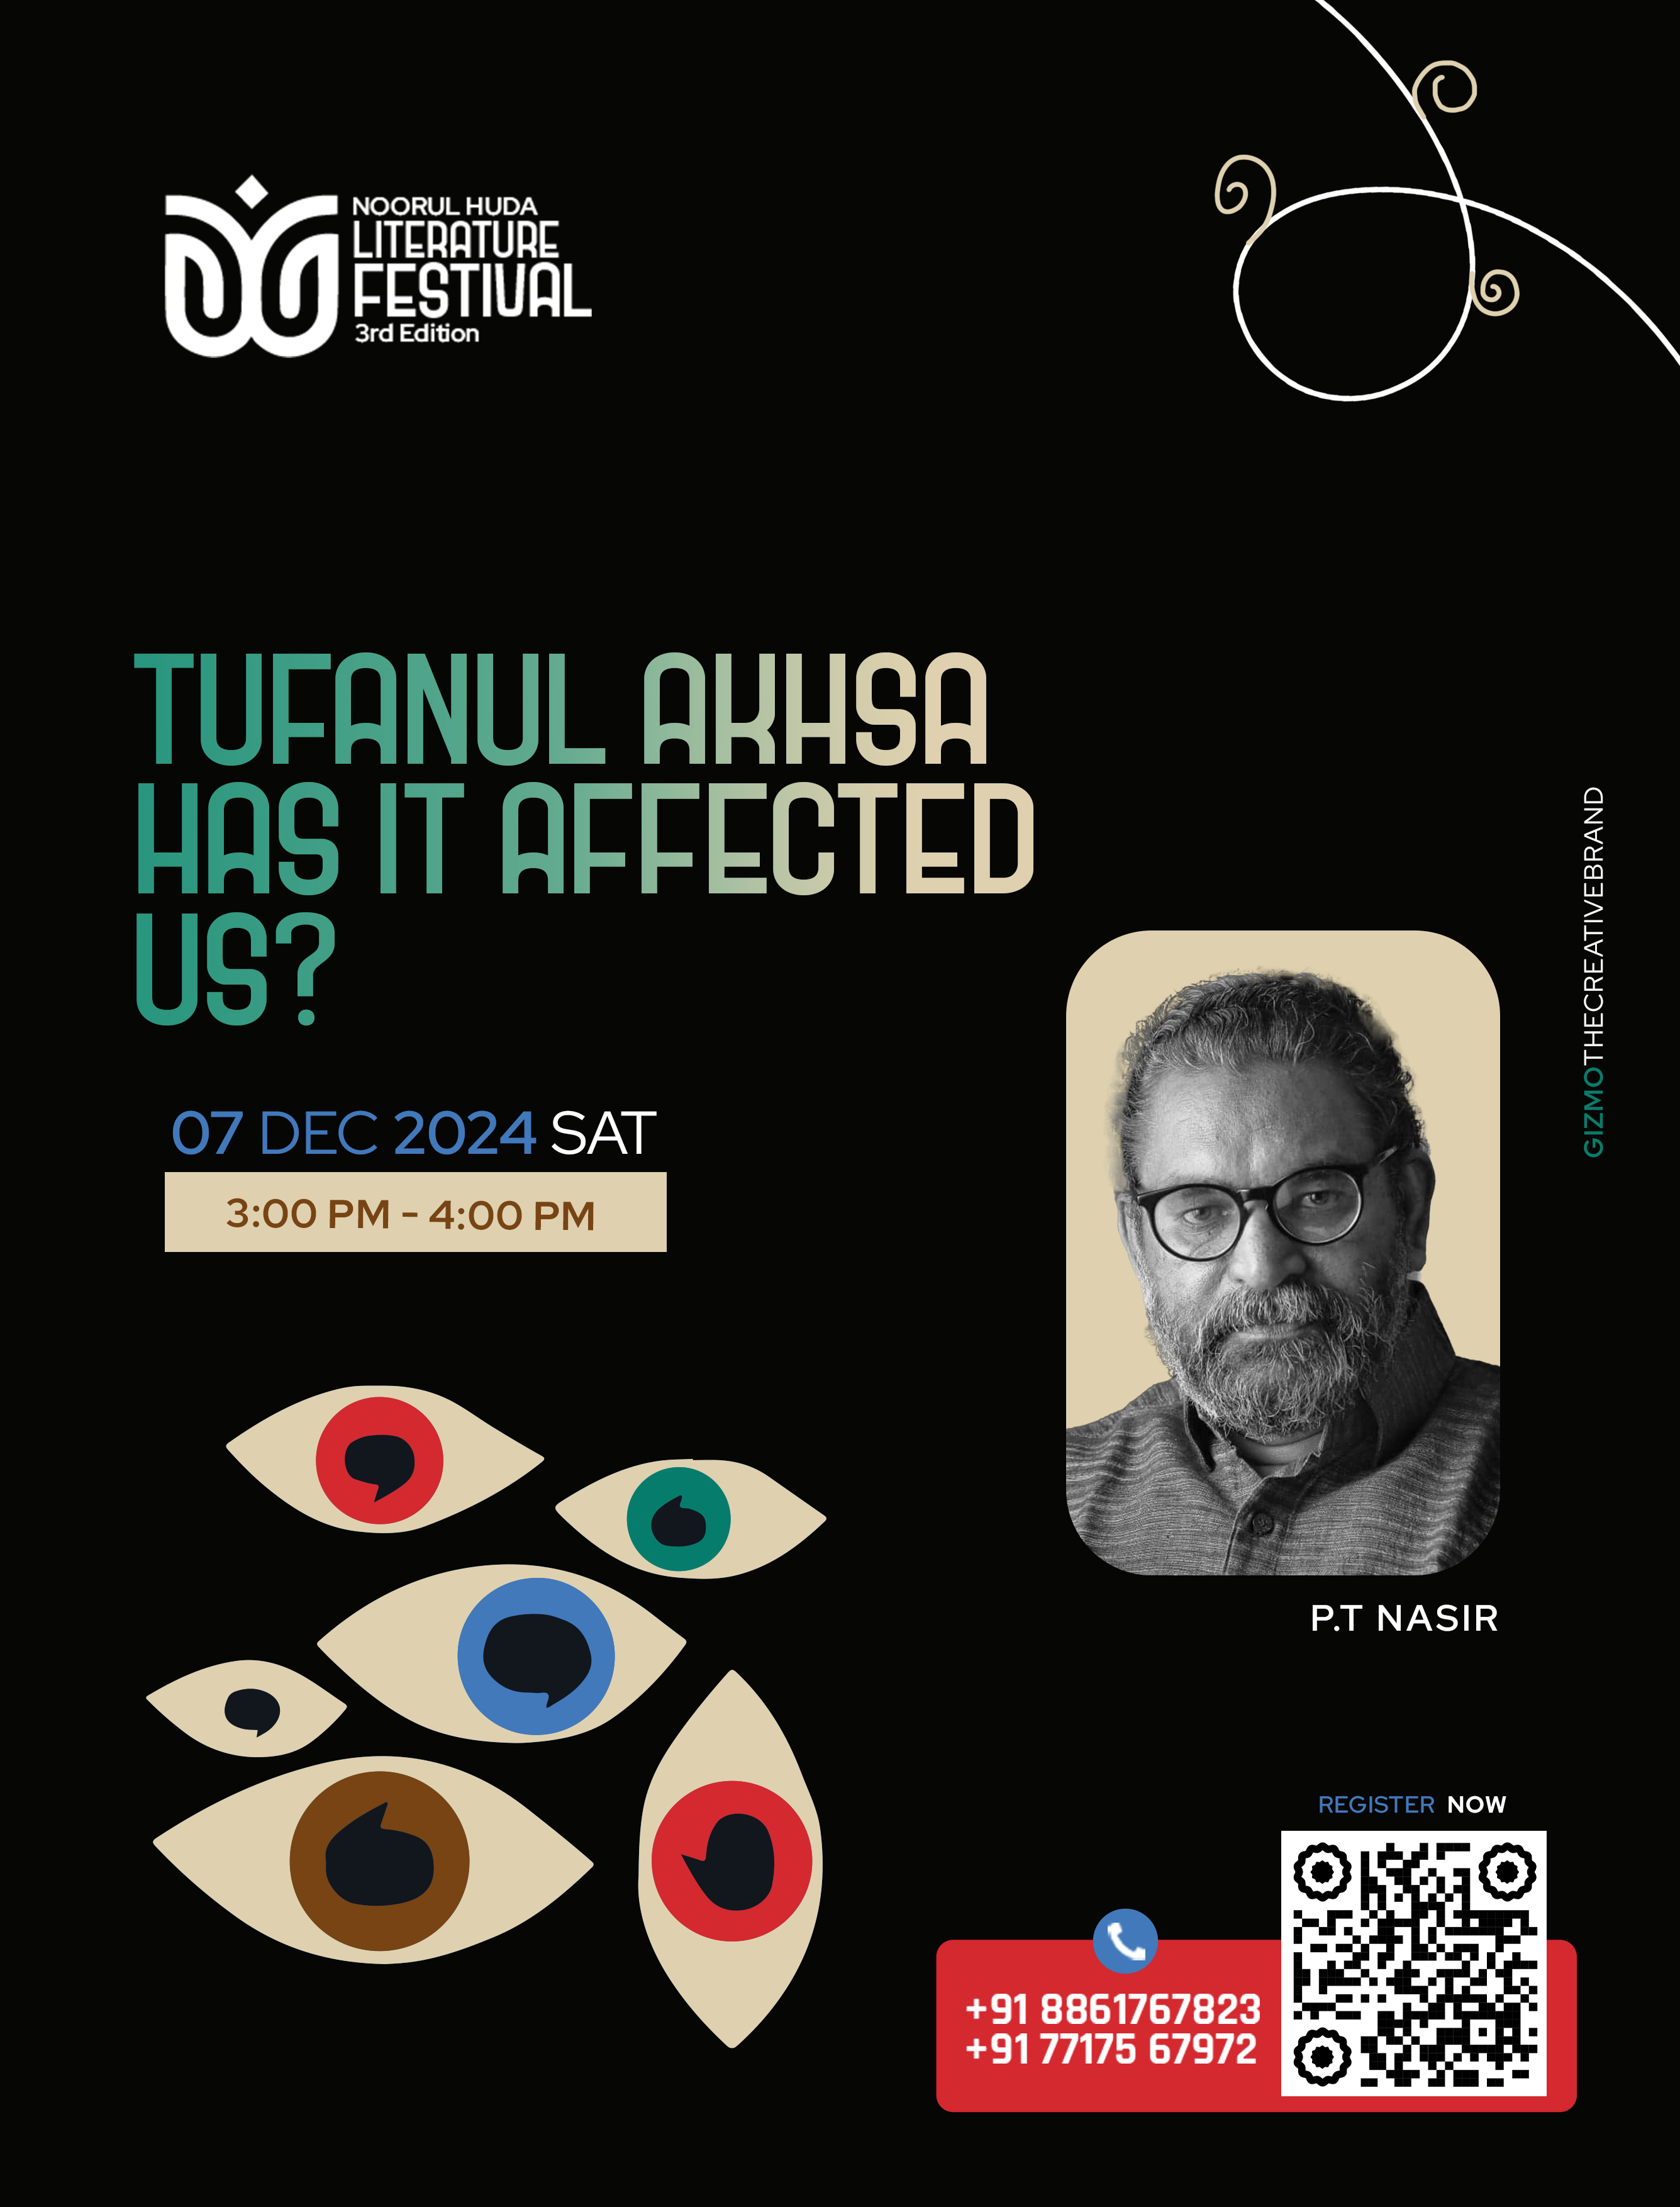 NOORUL HUDA
LITERATURE
FESTIVAL
3rd Edition
TUFANUL AKHSA
HAS IT AFFECTED
US?
07 DEC 2024 SAT
3:00 PM - 4:00 PM
GIZMOTHECREATIVEBRAND
P.T NASIR
REGISTER NOW
+91 8861767823
+91 77175 67972